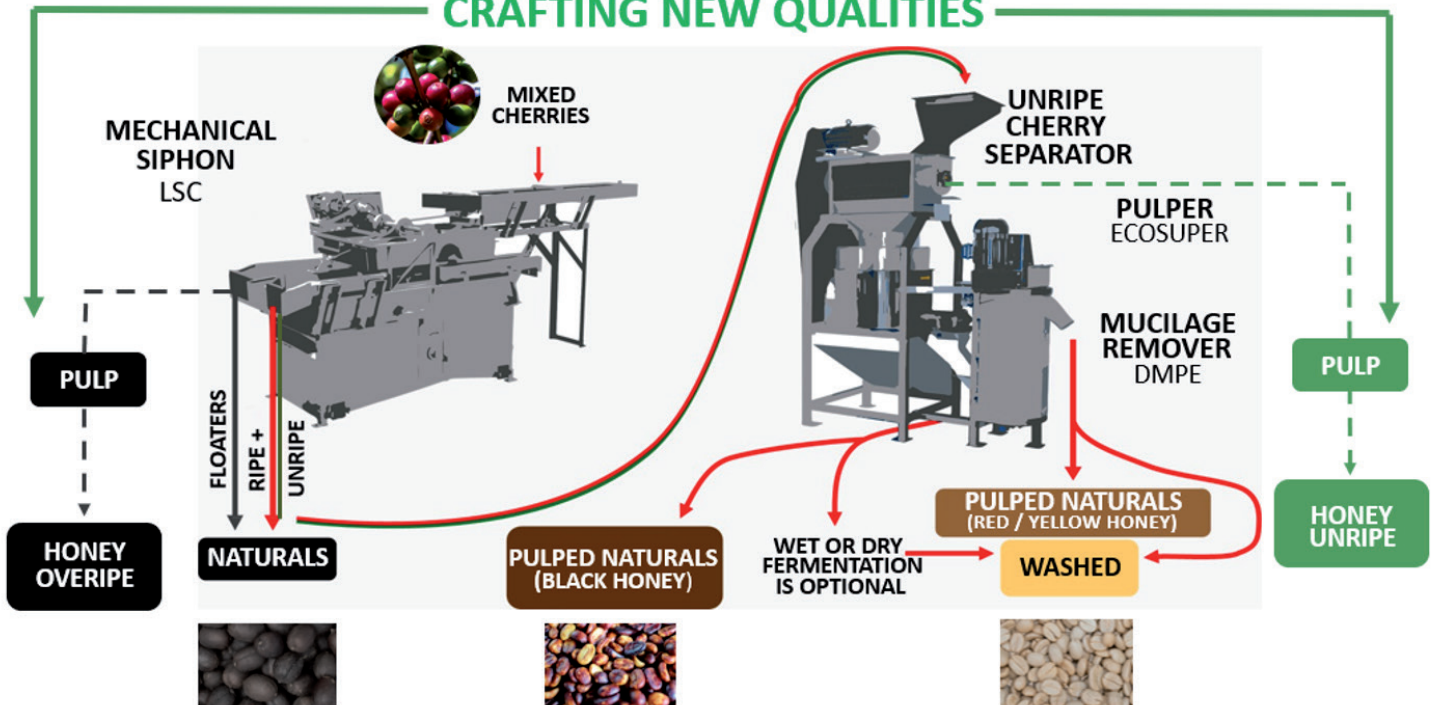 CRAFTING NEW QUALITIES
MECHANICAL
SIPHON
LSC
MIXED
CHERRIES
UNRIPE
CHERRY
SEPARATOR
PULPER
ECOSUPER
MUCILAGE
REMOVER
DMPE
PULP
PULP
FLOATERS
RIPE +
UNRIPE
HONEY
OVERIPE
NATURALS
PULPED NATURALS
(BLACK HONEY)
WET OR DRY
FERMENTATION
IS OPTIONAL
PULPED NATURALS
(RED / YELLOW HONEY)
WASHED
HONEY
UNRIPE